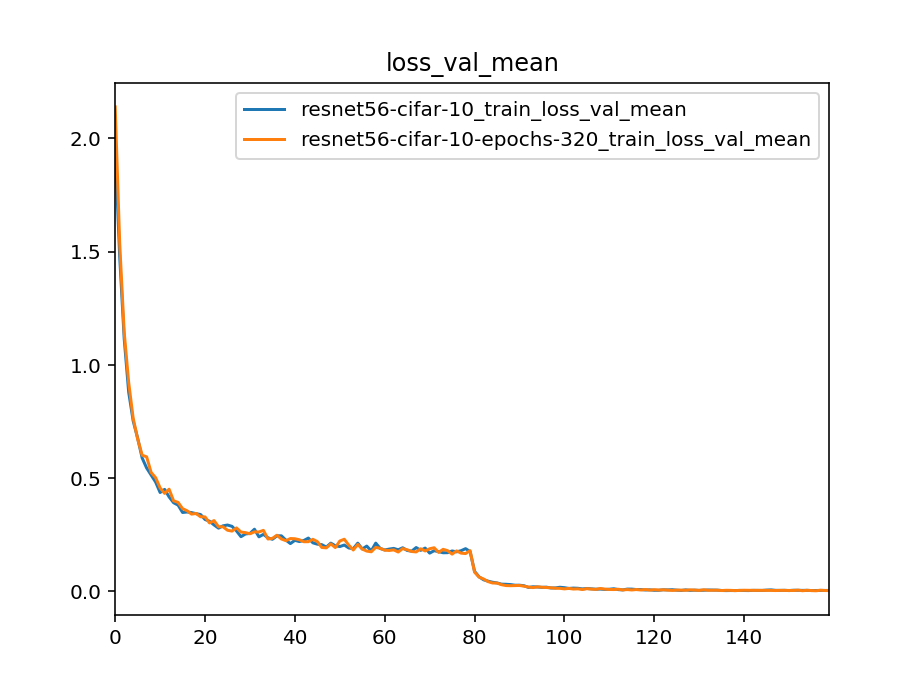 loss_val_mean
resnet56-cifar-10_train_loss_val_mean
resnet56-cifar-10-epochs-320_train_loss_val_mean
2.0
1.5
1.0
0.5
0.0
0 20 40 60 80 100 120 140